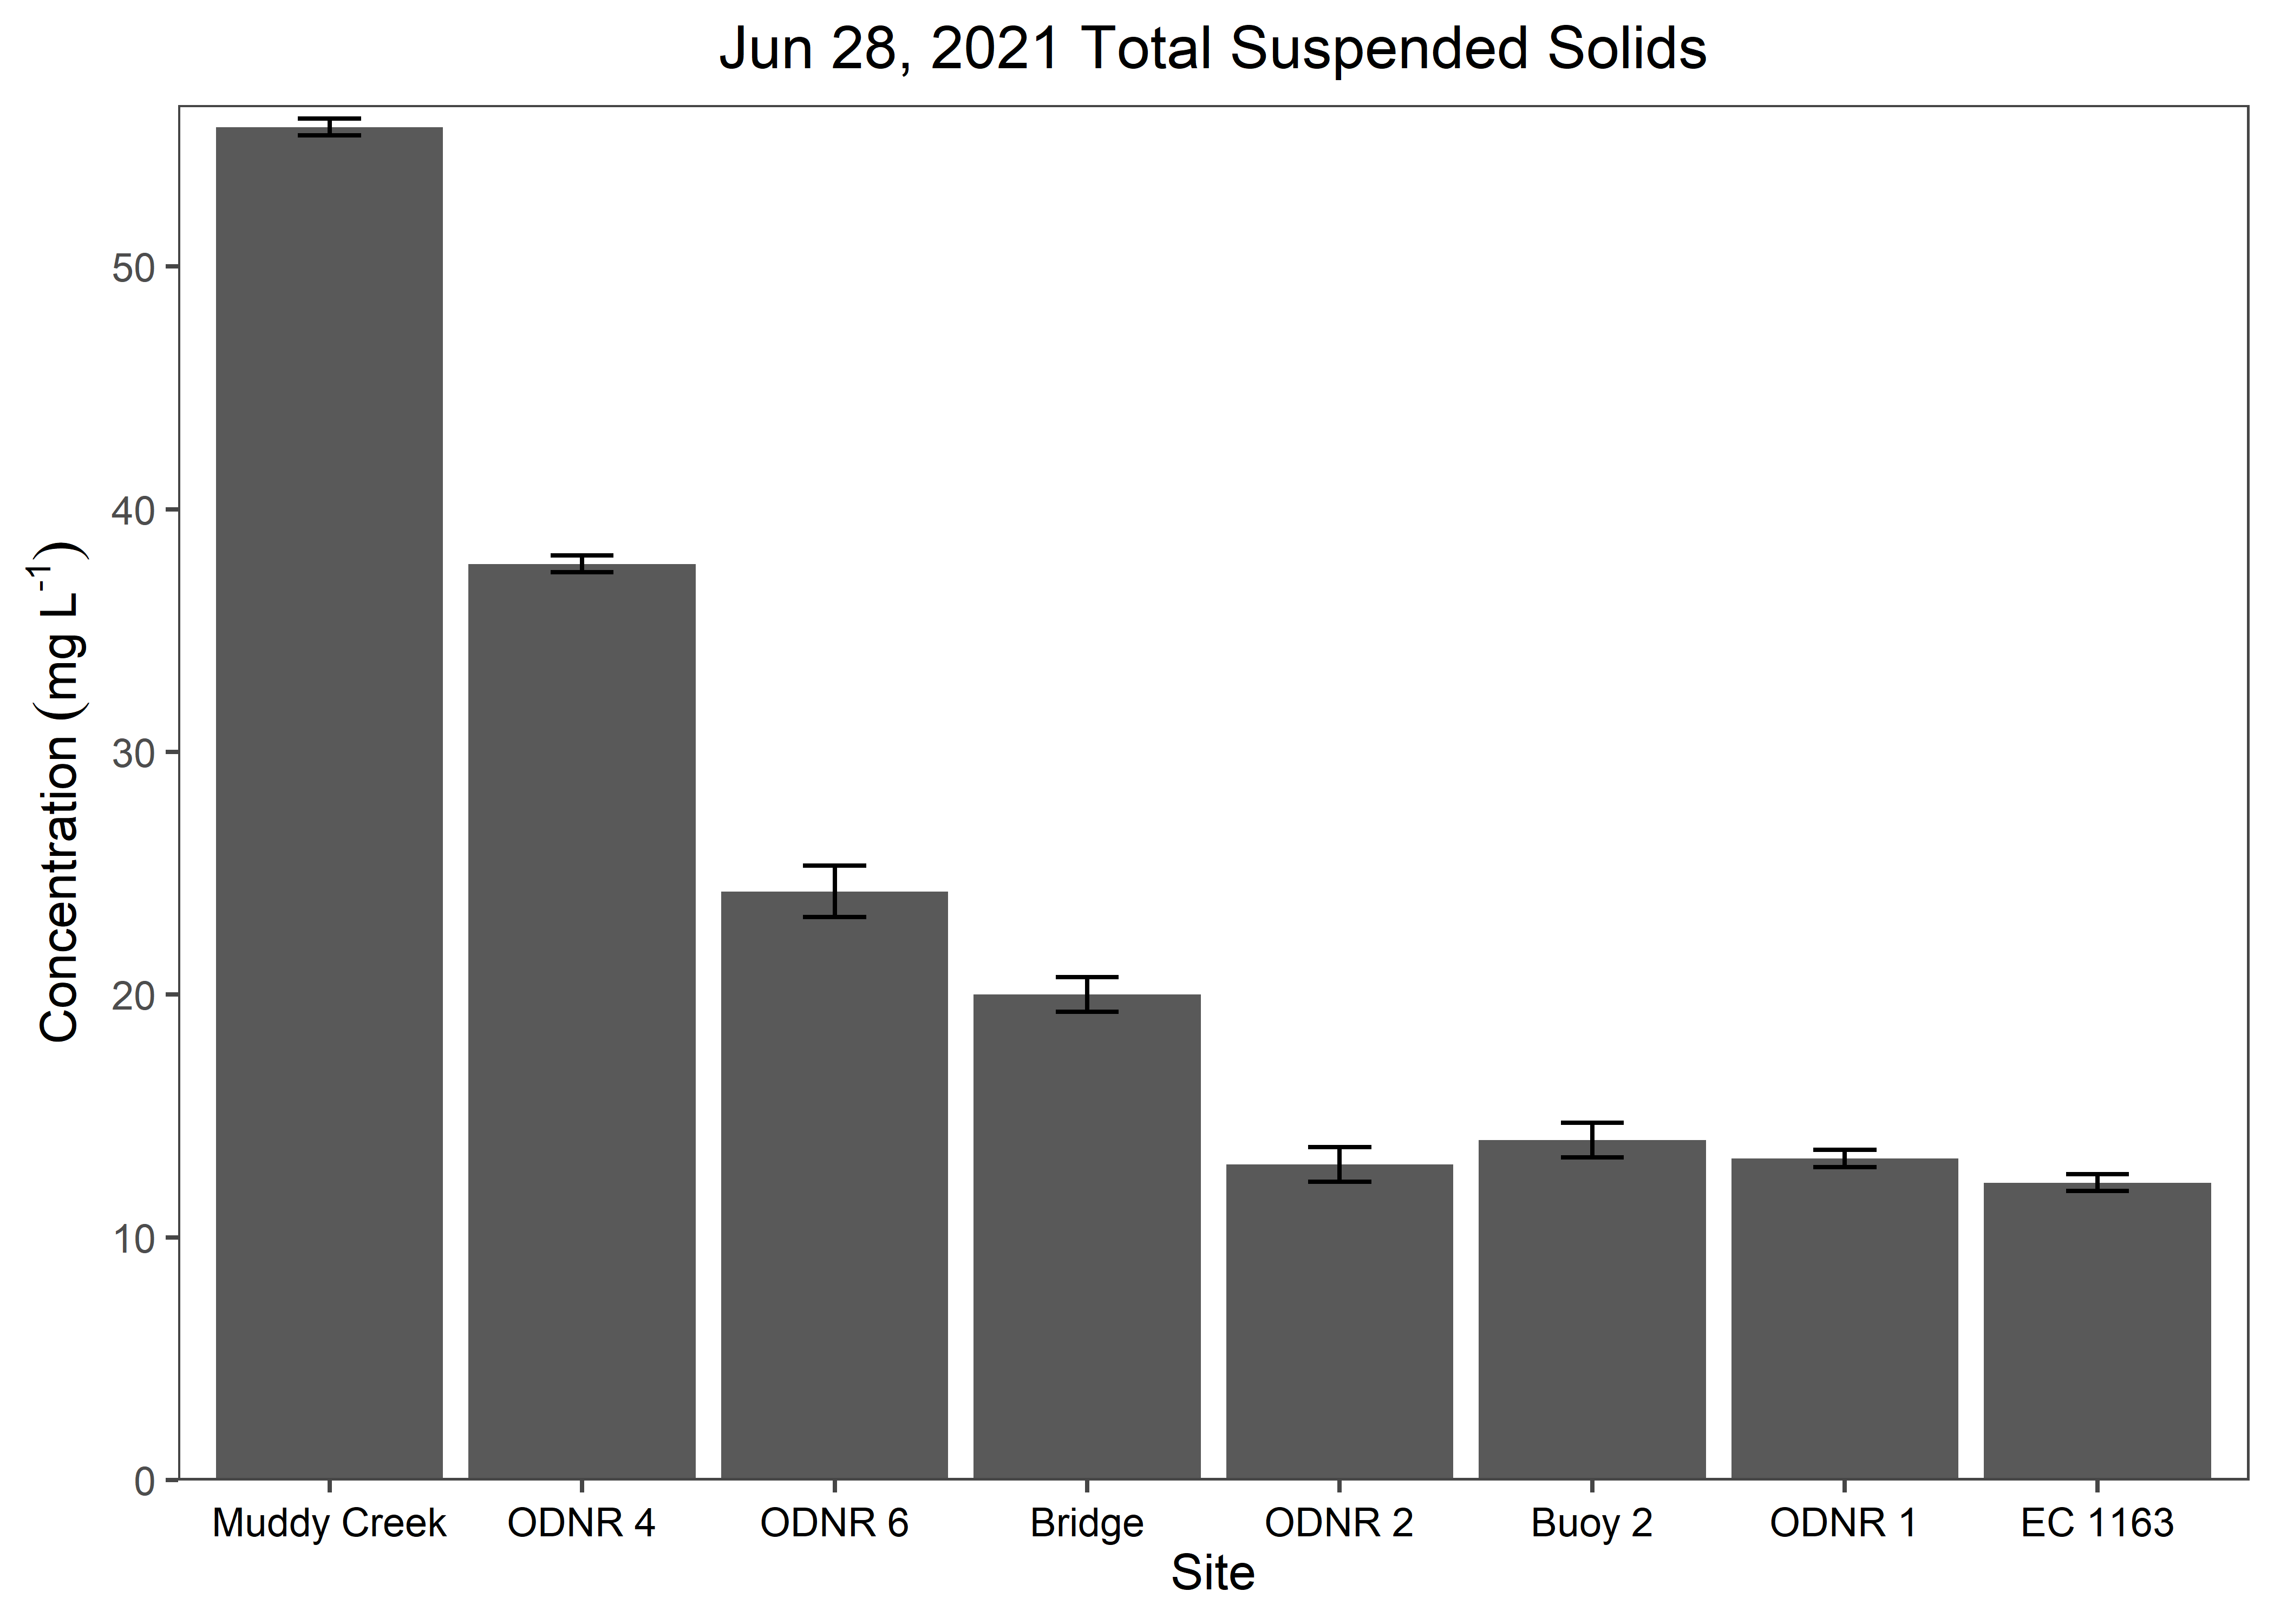 Jun 28, 2021 Total Suspended Solids
Concentration (mg L⁻¹)
50
40
30
20
10
0
Muddy Creek ODNR 4 ODNR 6 Bridge ODNR 2 Buoy 2 ODNR 1 EC 1163
Site